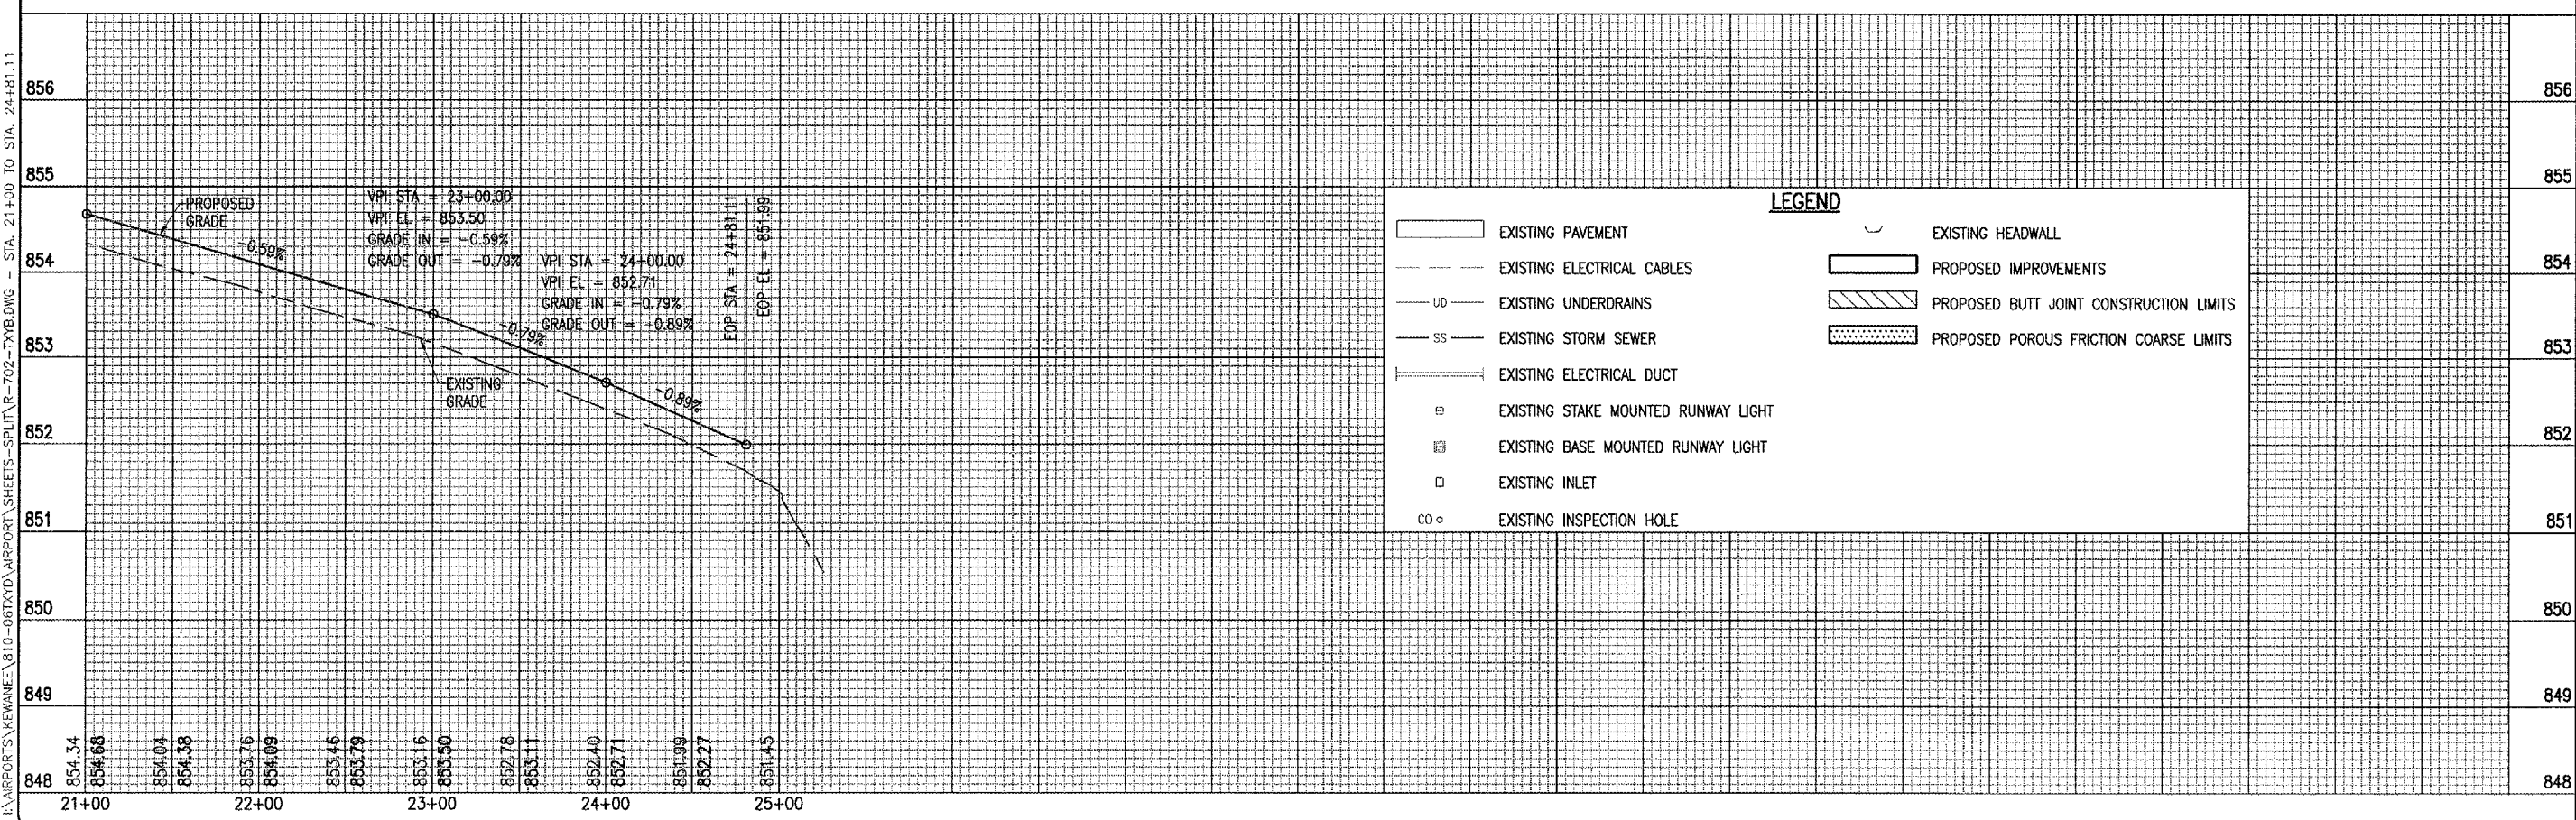 I:\AIRPORTS\KEWANEE\810-06TXYD\AIRPORT\SHEETS-SPLIT\R-702-TXYB.DWG - STA. 21+00 TO STA. 24+81.11
856
855
854
853
852
851
850
849
848
856
855
854
853
852
851
850
849
848
PROPOSED
GRADE
-0.59%
VPI STA = 23+00.00
VPI EL = 853.50
GRADE IN = -0.59%
GRADE OUT = -0.79%
VPI STA = 24+00.00
VPI EL = 852.71
GRADE IN = -0.79%
GRADE OUT = -0.89%
-0.79%
-0.89%
EOP STA = 24+81.11
EOP EL = 851.99
EXISTING
GRADE
854.34
854.68
854.04
854.38
853.76
854.09
853.46
853.79
853.16
853.50
852.78
853.11
852.40
852.71
851.99
852.27
851.45
21+00
22+00
23+00
24+00
25+00
LEGEND
EXISTING PAVEMENT
EXISTING ELECTRICAL CABLES
UD EXISTING UNDERDRAINS
SS EXISTING STORM SEWER
EXISTING ELECTRICAL DUCT
EXISTING STAKE MOUNTED RUNWAY LIGHT
EXISTING BASE MOUNTED RUNWAY LIGHT
EXISTING INLET
CO EXISTING INSPECTION HOLE
EXISTING HEADWALL
PROPOSED IMPROVEMENTS
PROPOSED BUTT JOINT CONSTRUCTION LIMITS
PROPOSED POROUS FRICTION COARSE LIMITS